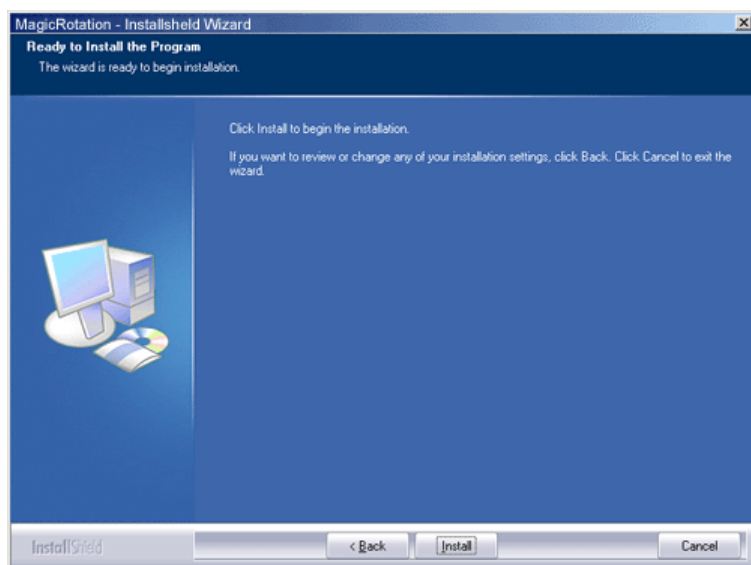 MagicRotation - Installsheld Wizard
Ready to Install the Program
The wizard is ready to begin installation.
Click Install to begin the installation.
If you want to review or change any of your installation settings, click Back. Click Cancel to exit the
wizard.
InstallShield
< Back
Install
Cancel